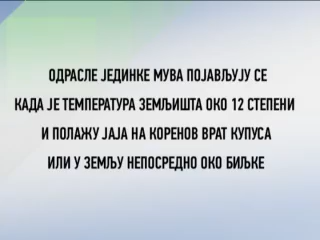 ОДРАСЛЕ ЈЕДИНКЕ МУВА ПОЈАВЉУЈУ СЕ
КАДА ЈЕ ТЕМПЕРАТУРА ЗЕМЉИШТА ОКО 12 СТЕПЕНИ
И ПОЛАЖУ ЈАЈА НА КОРЕНОВ ВРАТ КУПУСА
ИЛИ У ЗЕМЉУ НЕПОСРЕДНО ОКО БИЉКЕ